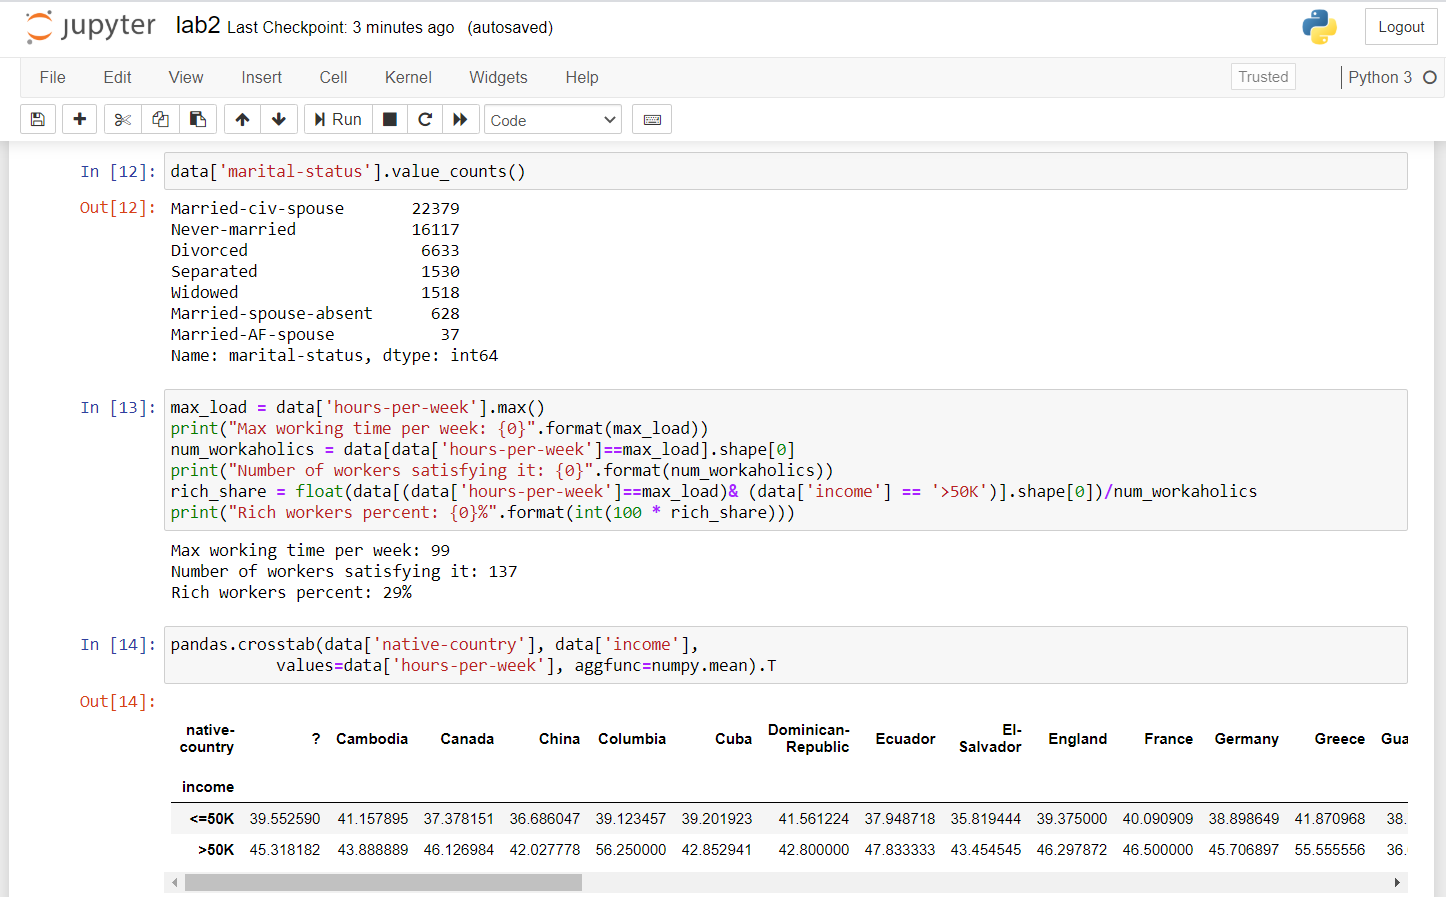 jupyter lab2 Last Checkpoint: 3 minutes ago (autosaved) Logout
File Edit View Insert Cell Kernel Widgets Help Trusted Python 3
Run Code
In [12]: data['marital-status'].value_counts()
Out[12]: Married-civ-spouse 22379
Never-married 16117
Divorced 6633
Separated 1530
Widowed 1518
Married-spouse-absent 628
Married-AF-spouse 37
Name: marital-status, dtype: int64
In [13]: max_load = data['hours-per-week'].max()
print("Max working time per week: {0}".format(max_load))
num_workaholics = data[data['hours-per-week']==max_load].shape[0]
print("Number of workers satisfying it: {0}".format(num_workaholics))
rich_share = float(data[(data['hours-per-week']==max_load)& (data['income'] == '>50K')].shape[0])/num_workaholics
print("Rich workers percent: {0}%".format(int(100 * rich_share)))
Max working time per week: 99
Number of workers satisfying it: 137
Rich workers percent: 29%
In [14]: pandas.crosstab(data['native-country'], data['income'],
values=data['hours-per-week'], aggfunc=numpy.mean).T
Out[14]:
native-country ? Cambodia Canada China Columbia Cuba Dominican-Republic Ecuador El-Salvador England France Germany Greece Gua
income
<=50K 39.552590 41.157895 37.378151 36.686047 39.123457 39.201923 41.561224 37.948718 35.819444 39.375000 40.090909 38.898649 41.870968 38.
>50K 45.318182 43.888889 46.126984 42.027778 56.250000 42.852941 42.800000 47.833333 43.454545 46.297872 46.500000 45.706897 55.555556 36.